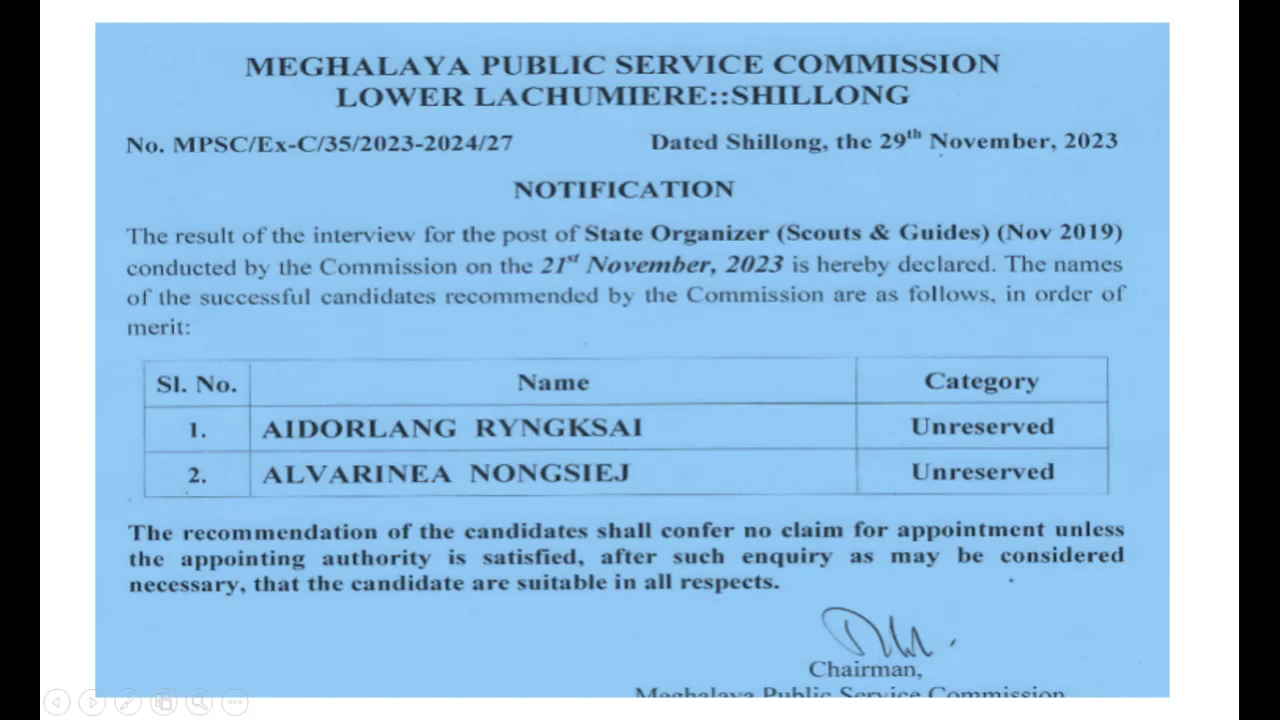 MEGHALAYA PUBLIC SERVICE COMMISSION
LOWER LACHUMIERE::SHILLONG
No. MPSC/Ex-C/35/2023-2024/27 Dated Shillong, the 29th November, 2023
NOTIFICATION
The result of the interview for the post of State Organizer (Scouts & Guides) (Nov 2019)
conducted by the Commission on the 21st November, 2023 is hereby declared. The names
of the successful candidates recommended by the Commission are as follows, in order of
merit:
Sl. No. Name Category
1. AIDORLANG RYNGKSAI Unreserved
2. ALVARINEA NONGSIEJ Unreserved
The recommendation of the candidates shall confer no claim for appointment unless
the appointing authority is satisfied, after such enquiry as may be considered
necessary, that the candidate are suitable in all respects.
Chairman,
Meghalaya Public Service Commission